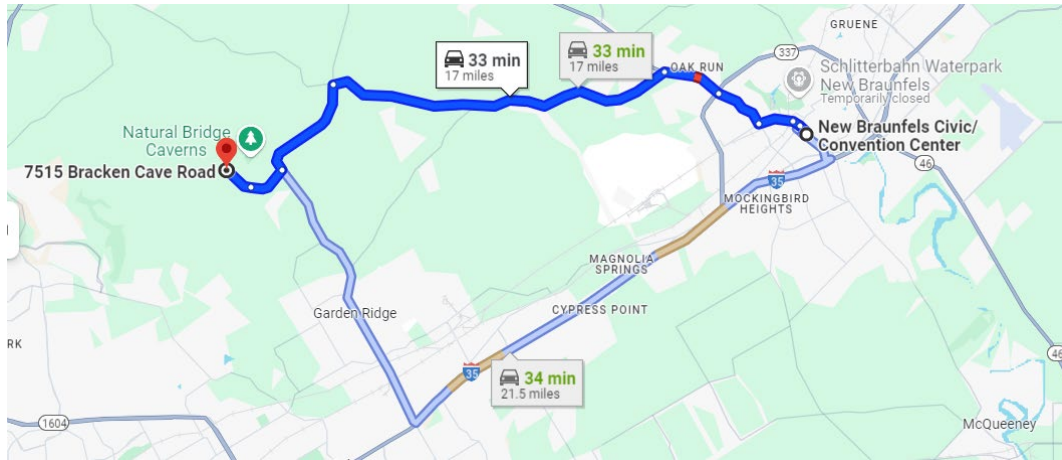 GRUENE
337
33 min
17 miles
33 min
17 miles
OAK RUN
Schlitterbahn Waterpark
New Braunfels
Temporarily closed
Natural Bridge
Caverns
7515 Bracken Cave Road
New Braunfels Civic/
Convention Center
46
35
MOCKINGBIRD
HEIGHTS
MAGNOLIA
SPRINGS
CYPRESS POINT
Garden Ridge
RK
35
34 min
21.5 miles
46
1604
McQueeney